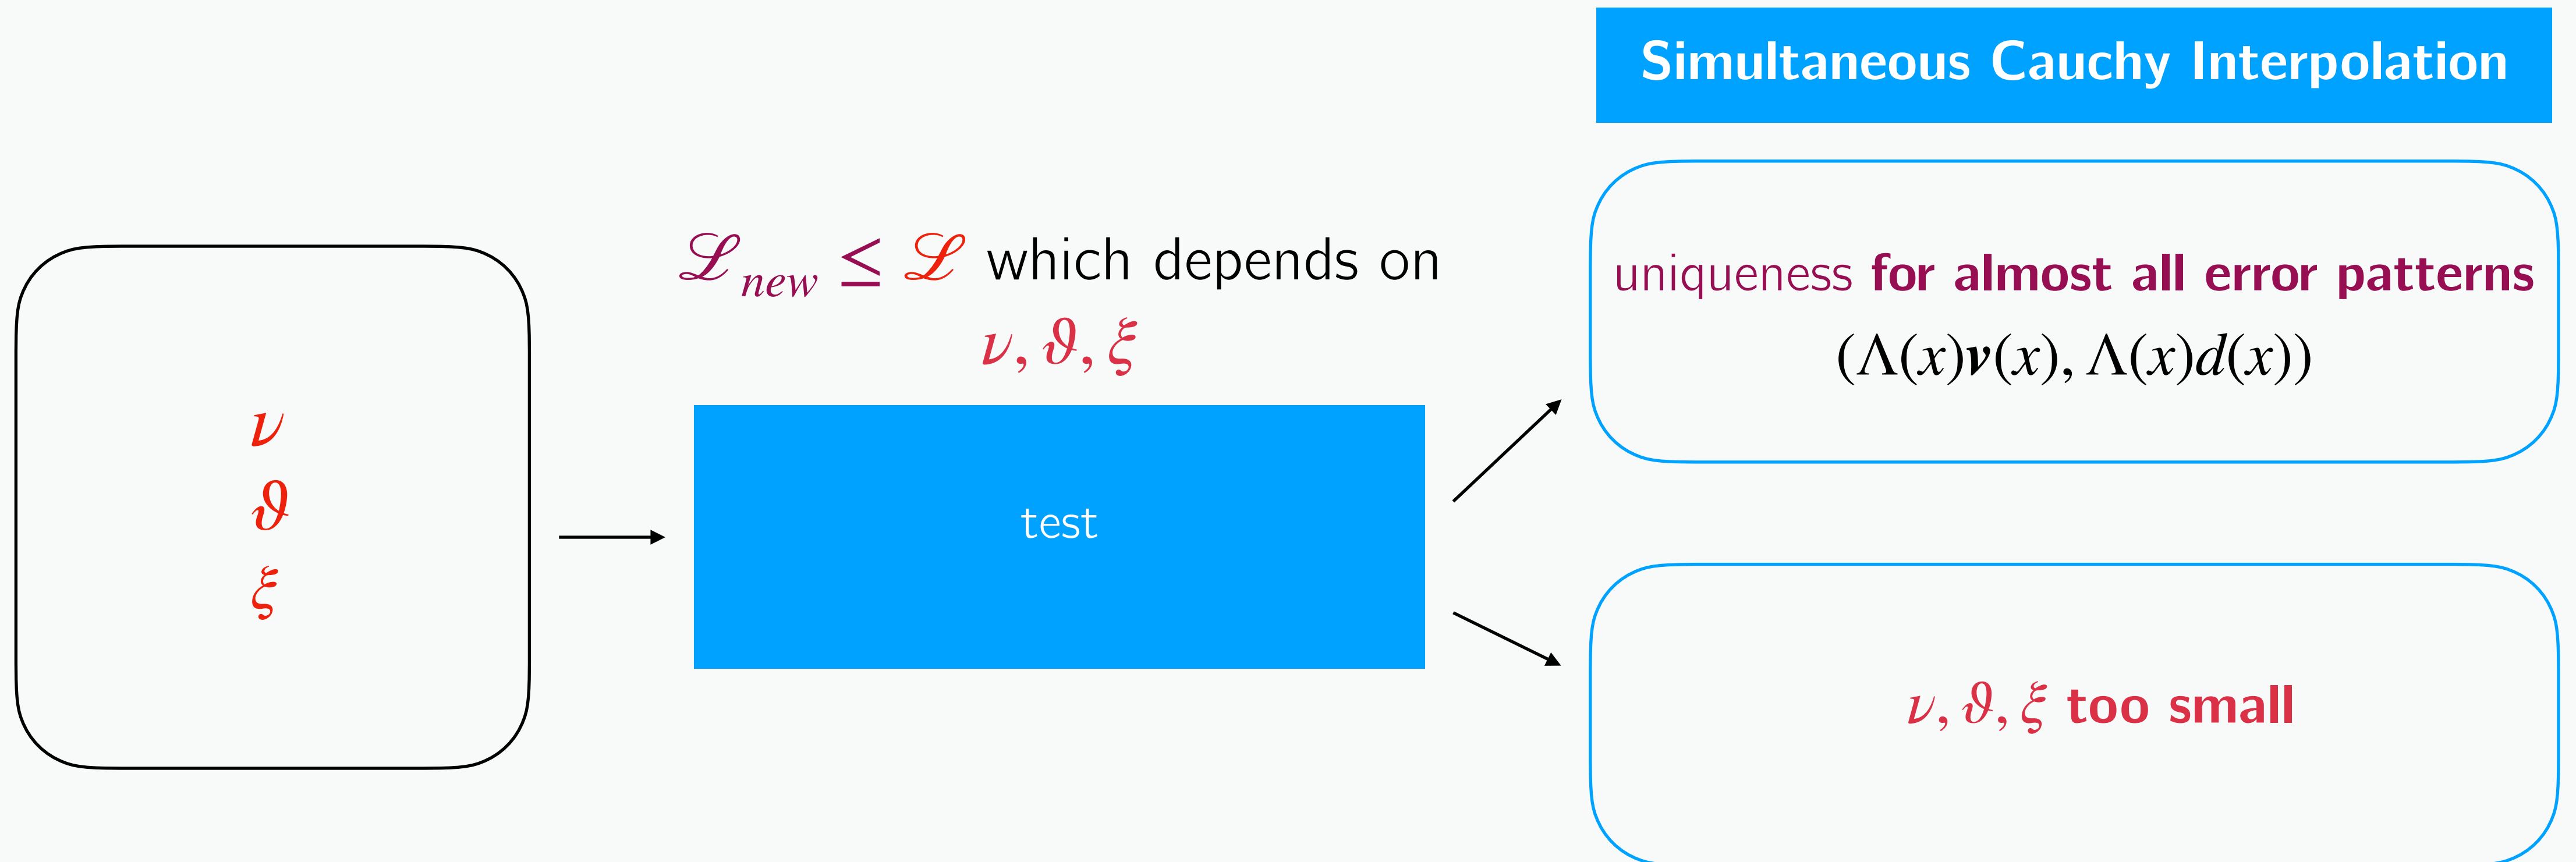 Simultaneous Cauchy Interpolation
ν
ϑ
ξ
ℒ_new ≤ ℒ which depends on
ν, ϑ, ξ
test
uniqueness for almost all error patterns
(Λ(x)v(x), Λ(x)d(x))
ν, ϑ, ξ too small